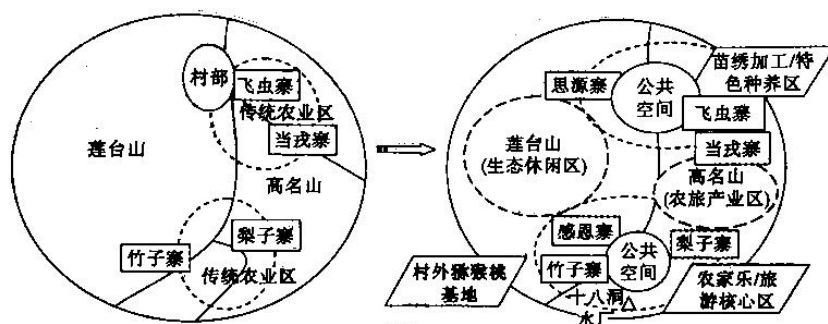 村部
飞虫寨
传统农业区
当戎寨
莲台山
高名山
梨子寨
竹子寨
传统农业区
苗绣加工/特
色种养区
思源寨
公共
空间
飞虫寨
莲台山
(生态休闲区)
当戎寨
高名山
(农旅产业区)
感恩寨
公共
空间
梨子寨
竹子寨
村外猕猴桃
基地
十八洞
水厂
农家乐/旅
游核心区